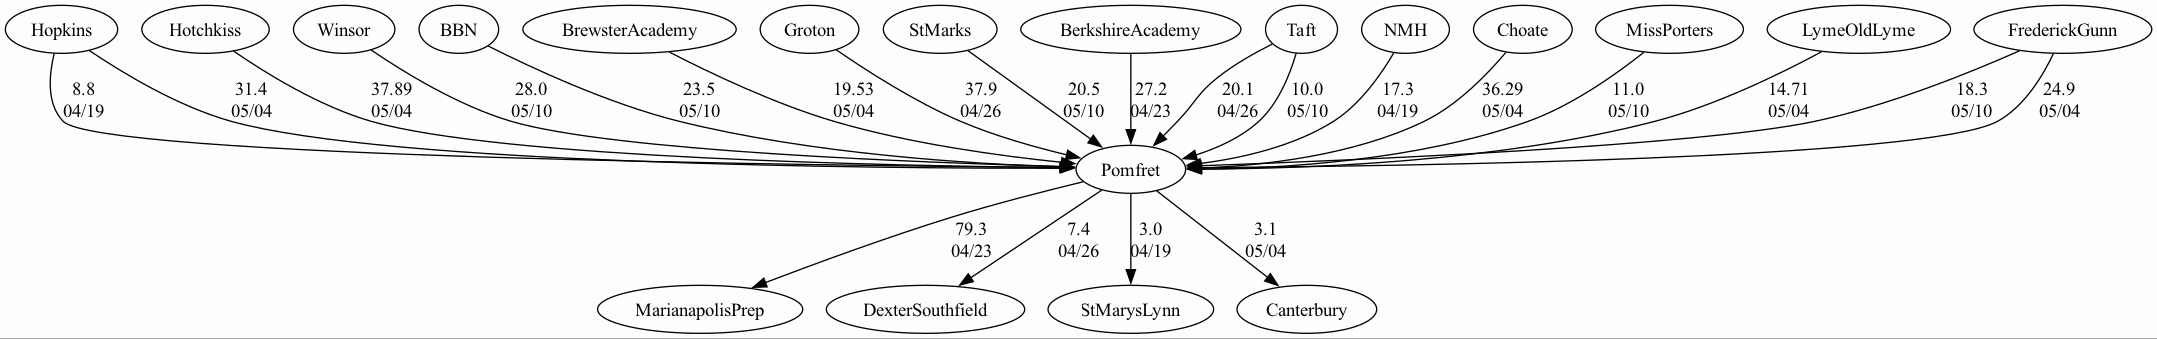 Hopkins
Hotchkiss
Winsor
BBN
BrewsterAcademy
Groton
StMarks
BerkshireAcademy
Taft
NMH
Choate
MissPorters
LymeOldLyme
FrederickGunn
8.8
04/19
31.4
05/04
37.89
05/04
28.0
05/10
23.5
05/10
19.53
05/04
37.9
04/26
20.5
05/10
27.2
04/23
20.1
04/26
10.0
05/10
17.3
04/19
36.29
05/04
11.0
05/10
14.71
05/04
18.3
05/10
24.9
05/04
Pomfret
79.3
04/23
7.4
04/26
3.0
04/19
3.1
05/04
MarianapolisPrep
DexterSouthfield
StMarysLynn
Canterbury